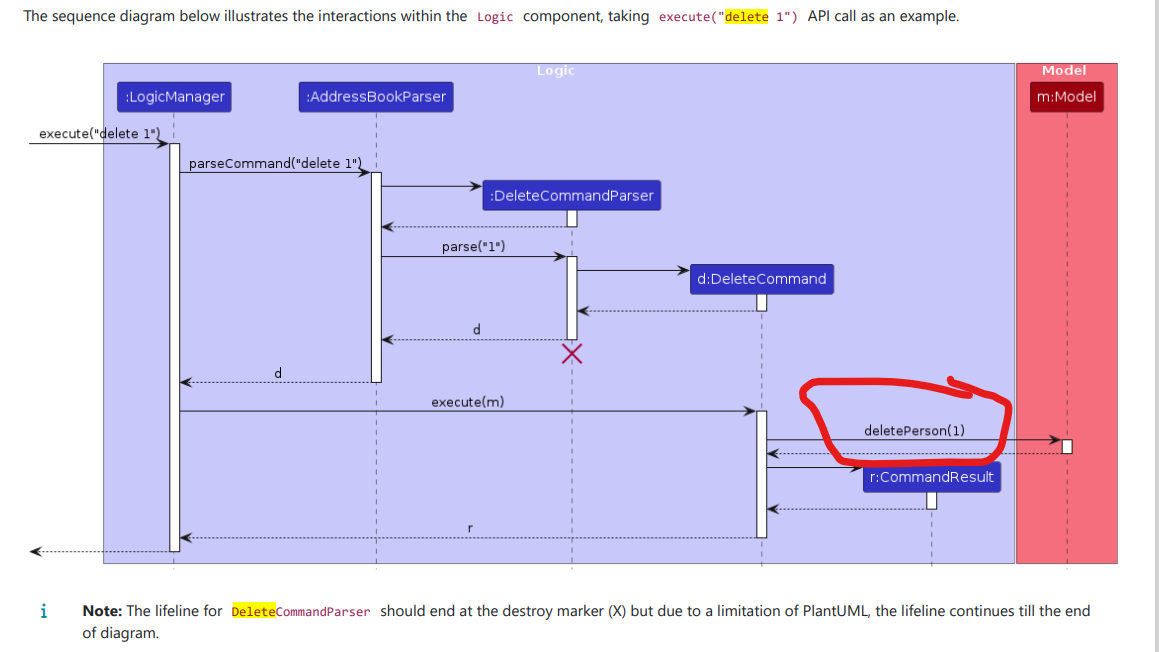 The sequence diagram below illustrates the interactions within the Logic component, taking execute("delete 1") API call as an example.
Logic
Model
:LogicManager
:AddressBookParser
m:Model
execute("delete 1")
parseCommand("delete 1")
:DeleteCommandParser
parse("1")
d:DeleteCommand
d
d
execute(m)
deletePerson(1)
r:CommandResult
r
i
Note: The lifeline for DeleteCommandParser should end at the destroy marker (X) but due to a limitation of PlantUML, the lifeline continues till the end
of diagram.